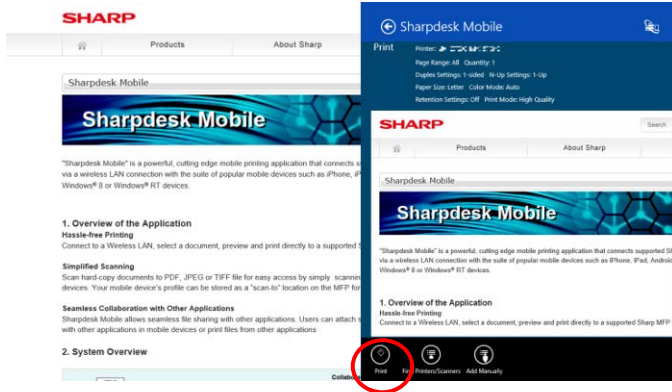 SHARP
Products About Sharp
Sharpdesk Mobile
Sharpdesk Mobile
"Sharpdesk Mobile" is a powerful, cutting edge mobile printing application that connects s
via a wireless LAN connection with the suite of popular mobile devices such as iPhone, iP
Windows® 8 or Windows® RT devices.
1. Overview of the Application
Hassle-free Printing
Connect to a Wireless LAN, select a document, preview and print directly to a supported S
Simplified Scanning
Scan hard-copy documents to PDF, JPEG or TIFF file for easy access by simply scannin
devices. Your mobile device's profile can be stored as a "scan-to" location on the MFP for
Seamless Collaboration with Other Applications
Sharpdesk Mobile allows seamless file sharing with other applications. Users can attach s
with other applications in mobile devices or print files from other applications
2. System Overview
Collabo
Sharpdesk Mobile
Print
Printer:
Page Range: All Quantity: 1
Duplex Settings: 1-sided N-Up Settings: 1-Up
Paper Size: Letter Color Mode: Auto
Retention Settings: Off Print Mode: High Quality
SHARP
Search
Products About Sharp
Sharpdesk Mobile
Sharpdesk Mobile
"Sharpdesk Mobile" is a powerful, cutting edge mobile printing application that connects supported Sh
via a wireless LAN connection with the suite of popular mobile devices such as iPhone, iPad, Android
Windows® 8 or Windows® RT devices.
1. Overview of the Application
Hassle-free Printing
Connect to a Wireless LAN, select a document, preview and print directly to a supported Sharp MFP
Print Fin Printers/Scanners Add Manually